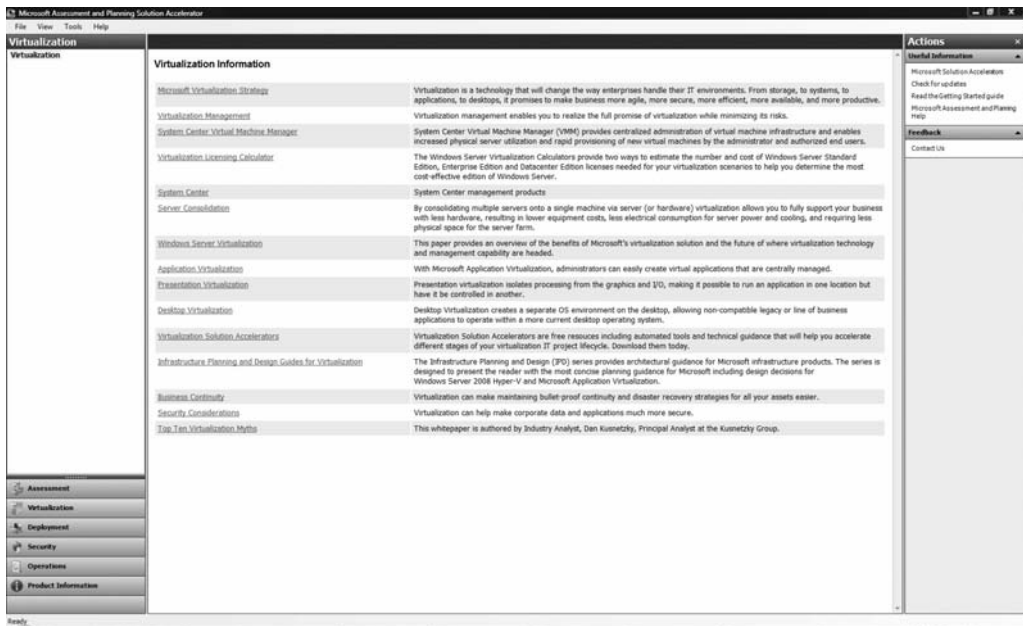 Microsoft Assessment and Planning Solution Accelerator
File View Tools Help
Virtualization
Virtualization
Assessment
Virtualization
Deployment
Security
Operations
Product Information
Ready
Virtualization Information
Microsoft Virtualization Strategy
Virtualization is a technology that will change the way enterprises handle their IT environments. From storage, to systems, to
applications, to desktops, it promises to make business more agile, more secure, more efficient, more available, and more productive.
Virtualization Management
Virtualization management enables you to realize the full promise of virtualization while minimizing its risks.
System Center Virtual Machine Manager
System Center Virtual Machine Manager (VMM) provides centralized administration of virtual machine infrastructure and enables
increased physical server utilization and rapid provisioning of new virtual machines by the administrator and authorized end users.
Virtualization Licensing Calculator
The Windows Server Virtualization Calculators provide two ways to estimate the number and cost of Windows Server Standard
Edition, Enterprise Edition and Datacenter Edition licenses needed for your virtualization scenarios to help you determine the most
cost-effective edition of Windows Server.
System Center
System Center management products
Server Consolidation
By consolidating multiple servers onto a single machine via server (or hardware) virtualization allows you to fully support your business
with less hardware, resulting in lower equipment costs, less electrical consumption for server power and cooling, and requiring less
physical space for the server farm.
Windows Server Virtualization
This paper provides an overview of the benefits of Microsoft's virtualization solution and the future of where virtualization technology
and management capability are headed.
Application Virtualization
With Microsoft Application Virtualization, administrators can easily create virtual applications that are centrally managed.
Presentation Virtualization
Presentation virtualization isolates processing from the graphics and I/O, making it possible to run an application in one location but
have it be controlled in another.
Desktop Virtualization
Desktop Virtualization creates a separate OS environment on the desktop, allowing non-compatible legacy or line of business
applications to operate within a more current desktop operating system.
Virtualization Solution Accelerators
Virtualization Solution Accelerators are free resouces including automated tools and technical guidance that will help you accelerate
different stages of your virtualization IT project lifecycle. Download them today.
Infrastructure Planning and Design Guides for Virtualization
The Infrastructure Planning and Design (IPD) series provides architectural guidance for Microsoft infrastructure products. The series is
designed to present the reader with the most concise planning guidance for Microsoft including design decisions for
Windows Server 2008 Hyper-V and Microsoft Application Virtualization.
Business Continuity
Virtualization can make maintaining bullet-proof continuity and disaster recovery strategies for all your assets easier.
Security Considerations
Virtualization can help make corporate data and applications much more secure.
Top Ten Virtualization Myths
This whitepaper is authored by Industry Analyst, Dan Kusnetzky, Principal Analyst at the Kusnetzky Group.
Actions
Useful Information
Microsoft Solution Accelerators
Check for updates
Read the Getting Started guide
Microsoft Assessment and Planning
Help
Feedback
Contact Us